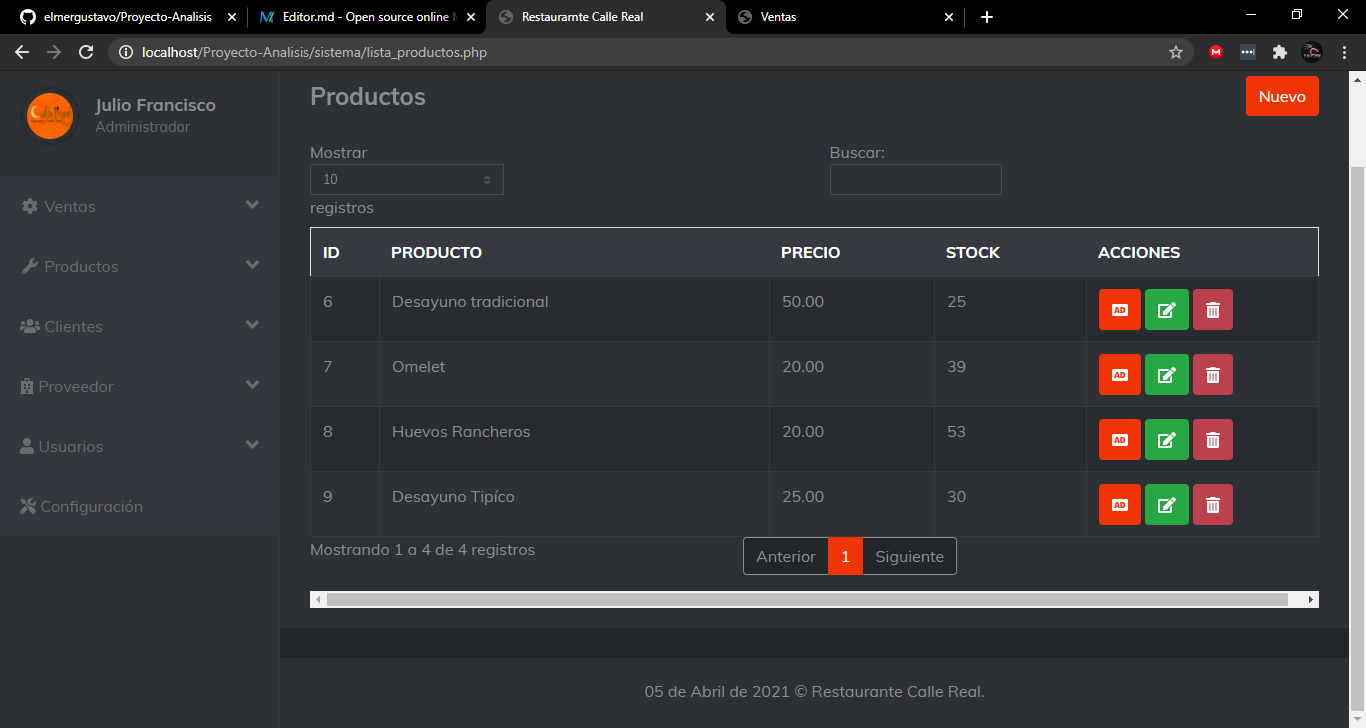 elmergustavo/Proyecto-Analisis
Editor.md - Open source online
Restaurarnte Calle Real
Ventas
localhost/Proyecto-Analisis/sistema/lista_productos.php
Julio Francisco
Administrador
Ventas
Productos
Clientes
Proveedor
Usuarios
Configuración
Productos
Nuevo
Mostrar
10
registros
Buscar:
ID PRODUCTO PRECIO STOCK ACCIONES
6 Desayuno tradicional 50.00 25 AD
7 Omelet 20.00 39 AD
8 Huevos Rancheros 20.00 53 AD
9 Desayuno Tipíco 25.00 30 AD
Mostrando 1 a 4 de 4 registros
Anterior 1 Siguiente
05 de Abril de 2021 © Restaurante Calle Real.